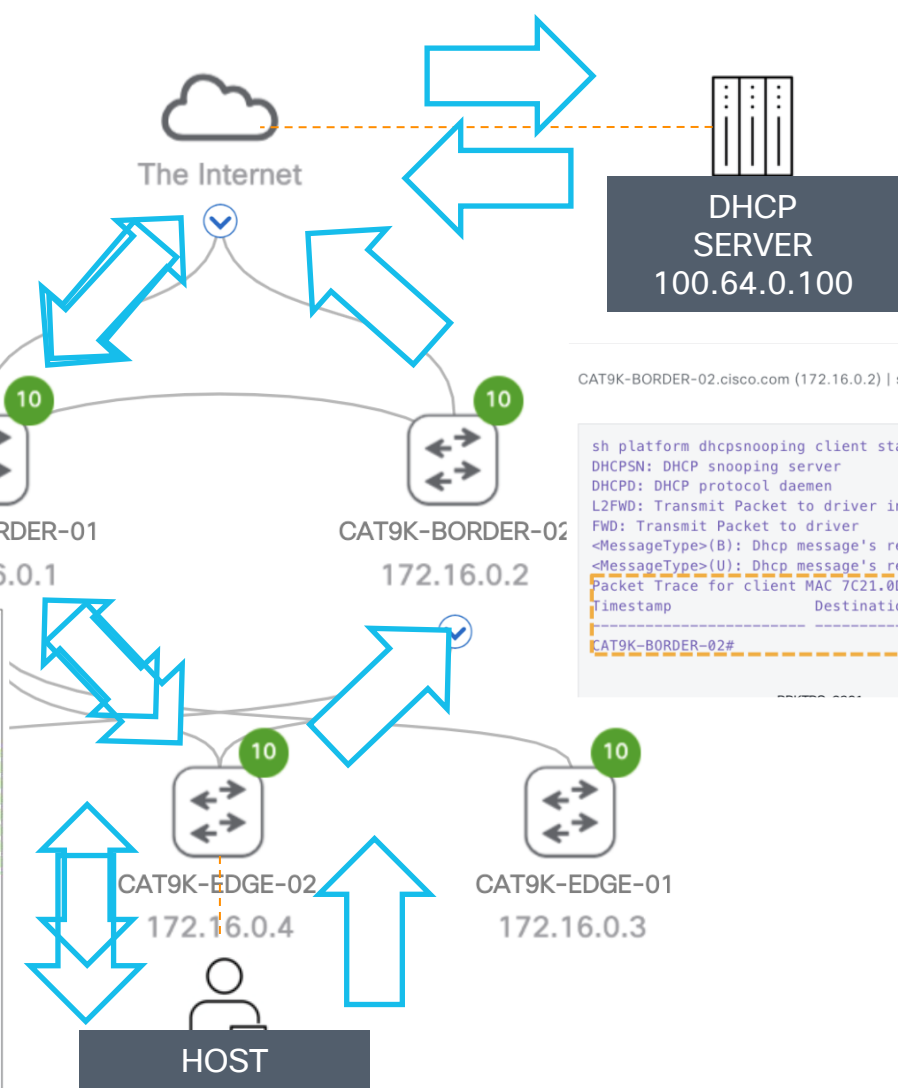 The Internet
DHCP
SERVER
100.64.0.100
CAT9K-BORDER-02.cisco.com (172.16.0.2) | s
10
10
sh platform dhcpsnooping client sta
DHCPSN: DHCP snooping server
DHCPD: DHCP protocol daemen
L2FWD: Transmit Packet to driver in
FWD: Transmit Packet to driver
<MessageType>(B): Dhcp message's re
<MessageType>(U): Dhcp message's re
Packet Trace for client MAC 7C21.0D
Timestamp Destinatio
------------------------ ----------
CAT9K-BORDER-02#
RDER-01
6.0.1
CAT9K-BORDER-02
172.16.0.2
10
10
CAT9K-EDGE-02
172.16.0.4
CAT9K-EDGE-01
172.16.0.3
HOST